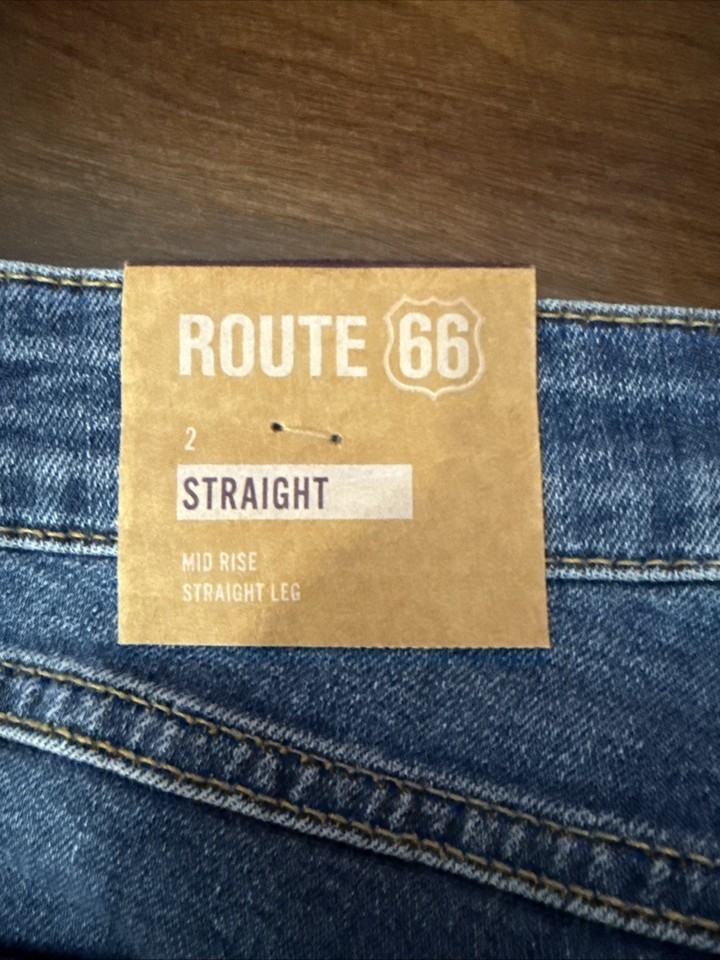 ROUTE 66
2
STRAIGHT
MID RISE
STRAIGHT LEG